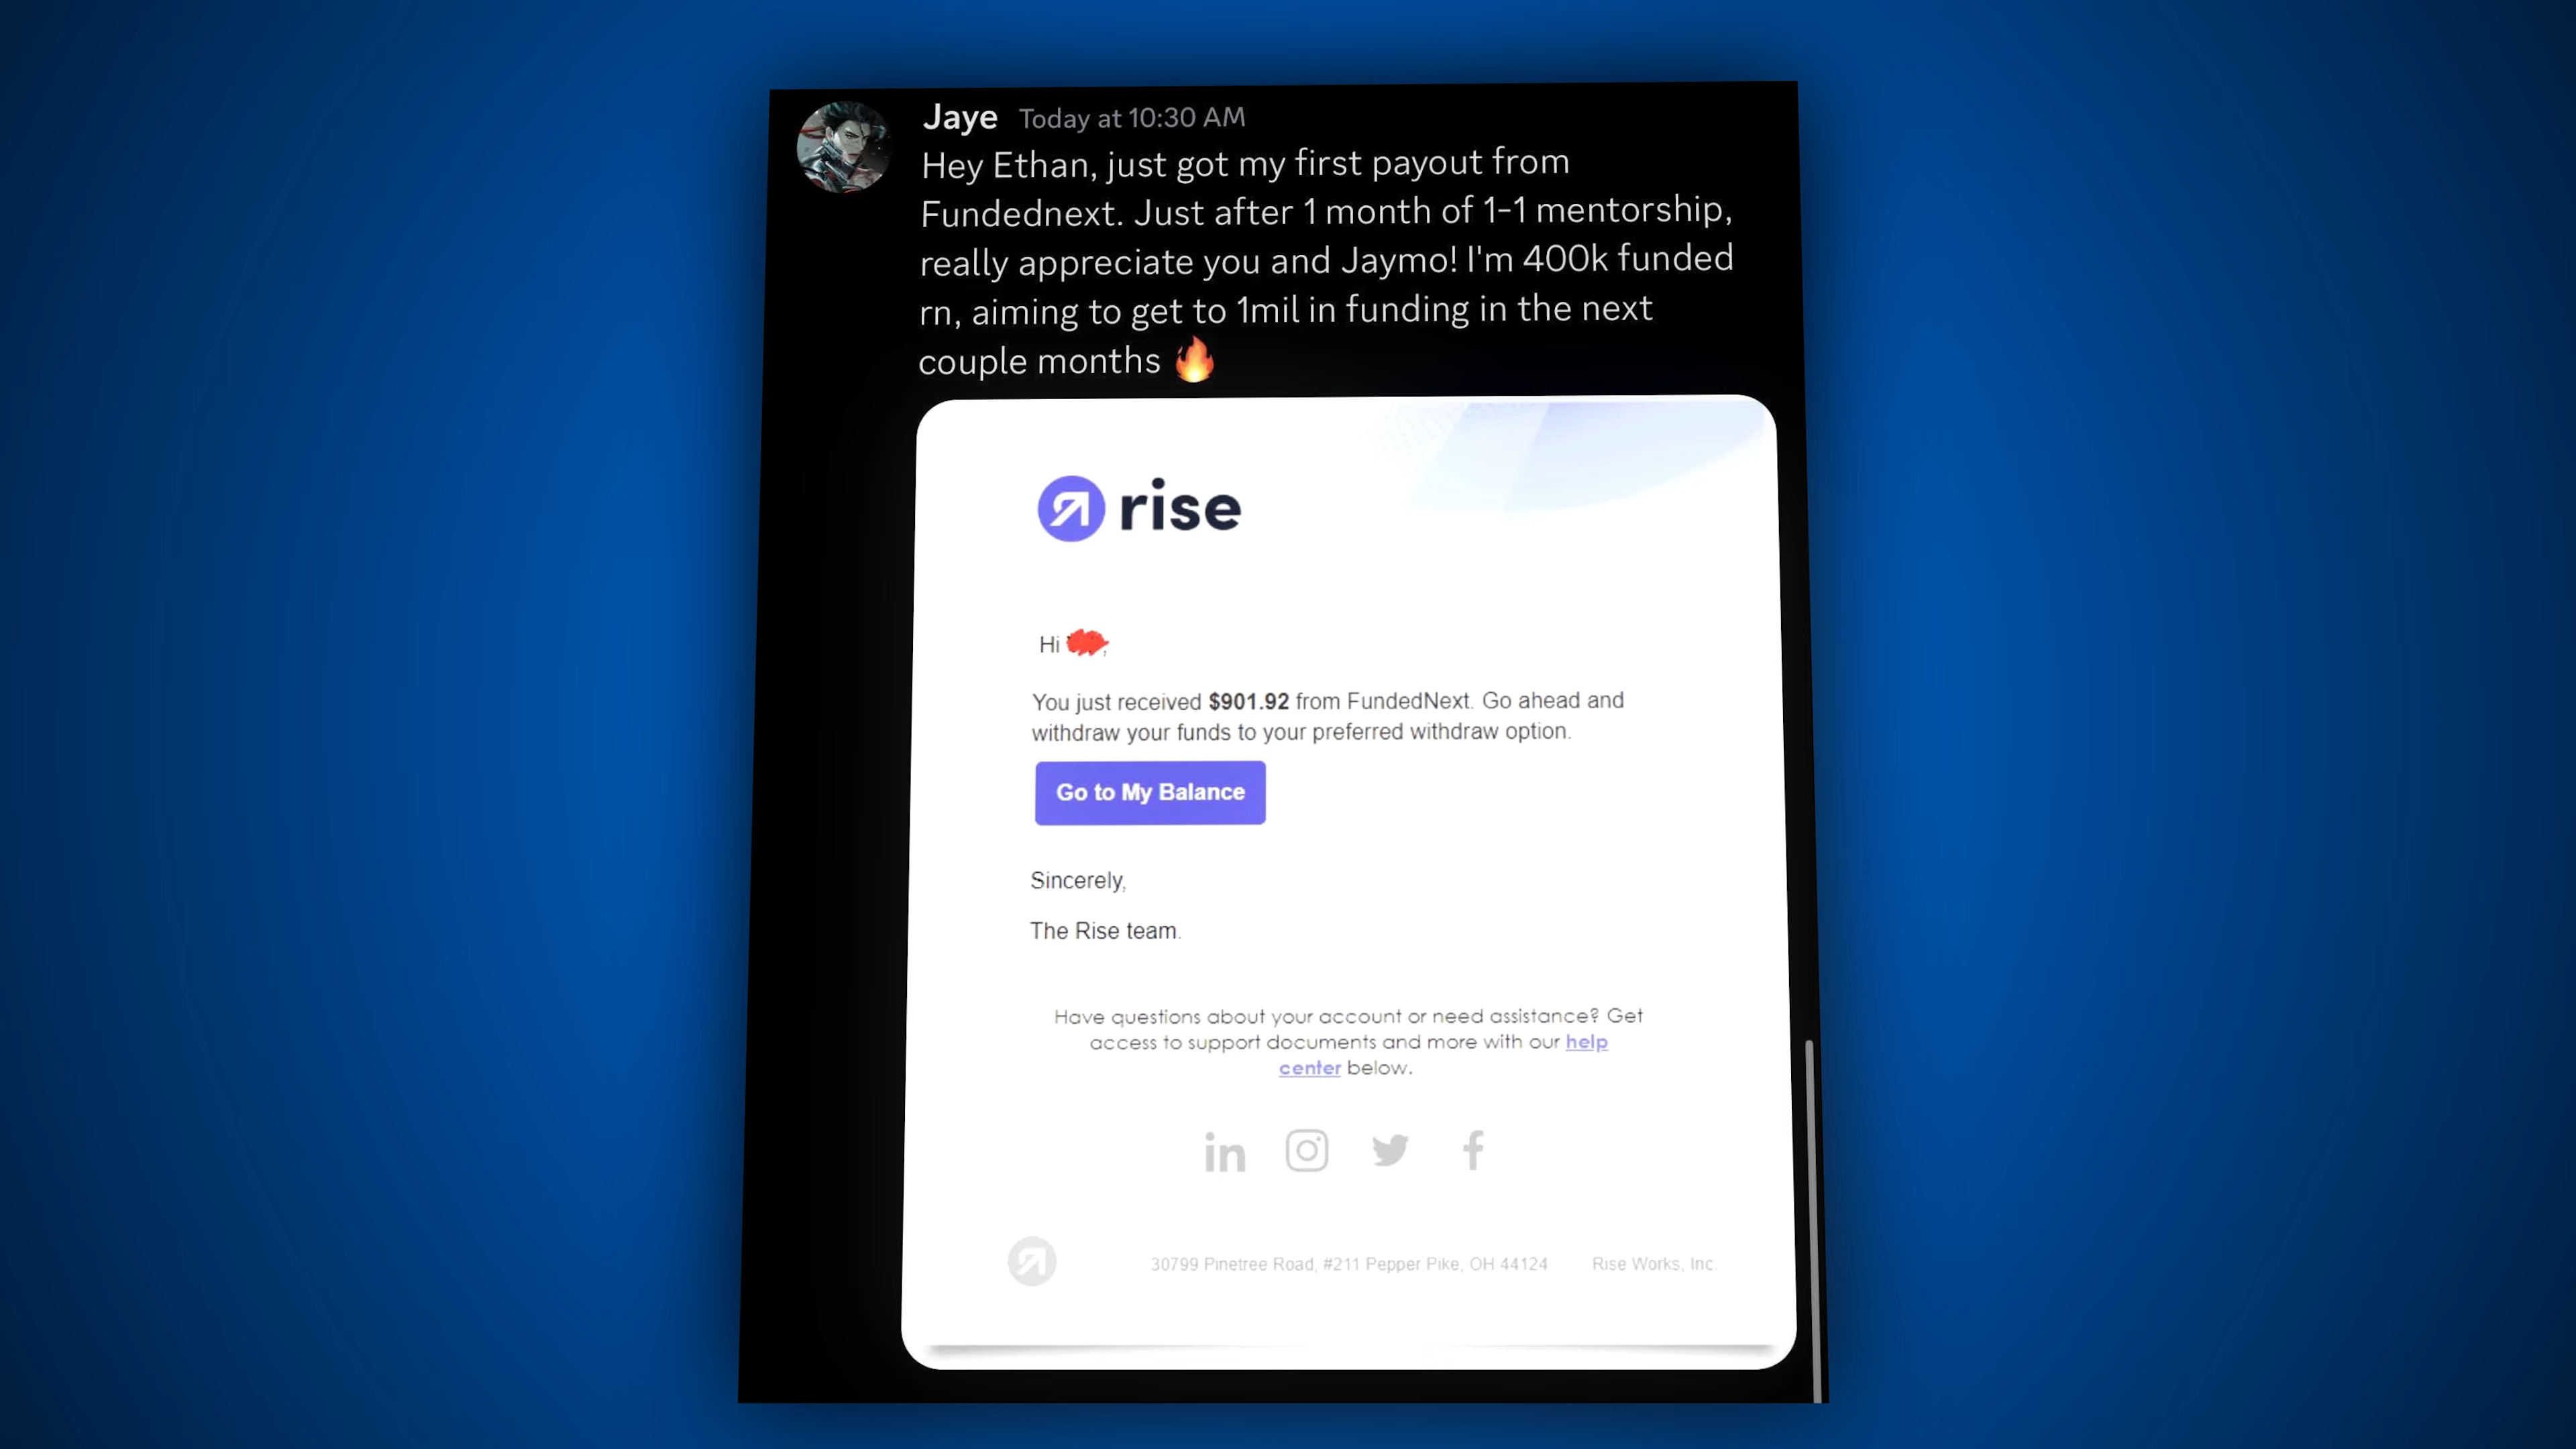 Jaye Today at 10:30 AM
Hey Ethan, just got my first payout from
Fundednext. Just after 1 month of 1-1 mentorship,
really appreciate you and Jaymo! I'm 400k funded
rn, aiming to get to 1mil in funding in the next
couple months 🔥
rise
Hi ,
You just received $901.92 from FundedNext. Go ahead and
withdraw your funds to your preferred withdraw option.
Go to My Balance
Sincerely,
The Rise team.
Have questions about your account or need assistance? Get
access to support documents and more with our help
center below.
30799 Pinetree Road, #211 Pepper Pike, OH 44124 Rise Works, Inc.